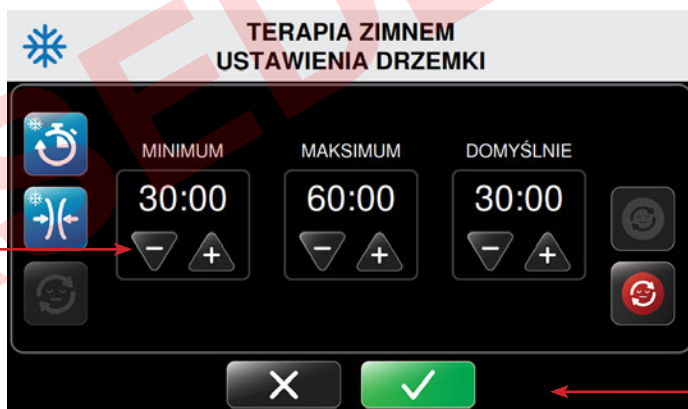 TERAPIA ZIMNEM
USTAWIENIA DRZEMKI
MINIMUM MAKSIMUM DOMYŚLNIE
30:00 60:00 30:00